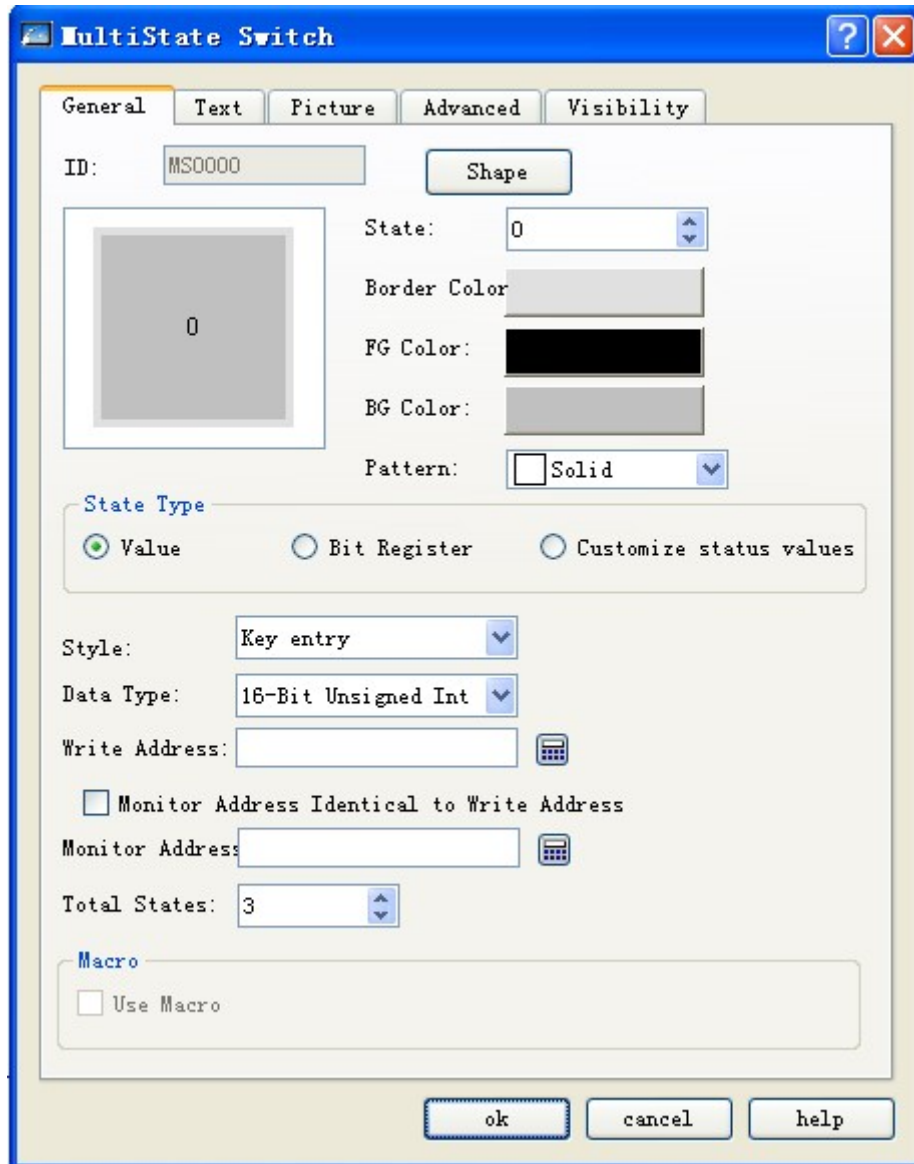 MultiState Switch
General Text Picture Advanced Visibility
ID: MS0000 Shape
0
State: 0
Border Color
FG Color:
BG Color:
Pattern: Solid
State Type
Value Bit Register Customize status values
Style: Key entry
Data Type: 16-Bit Unsigned Int
Write Address:
Monitor Address Identical to Write Address
Monitor Address
Total States: 3
Macro
Use Macro
ok cancel help